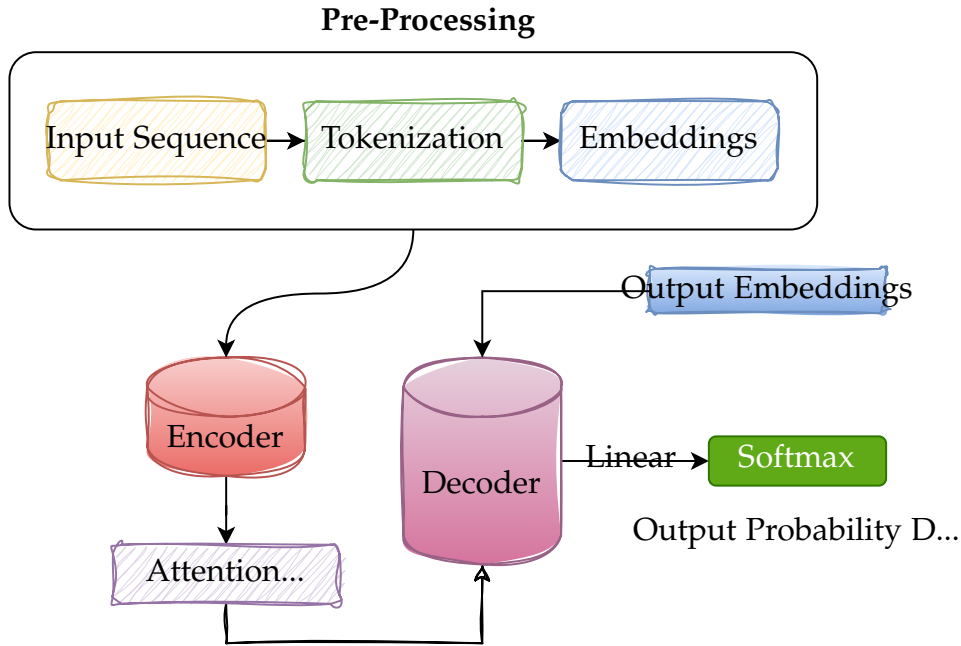 Pre-Processing
Input Sequence
Tokenization
Embeddings
Output Embeddings
Encoder
Decoder
Linear
Softmax
Output Probability D...
Attention...